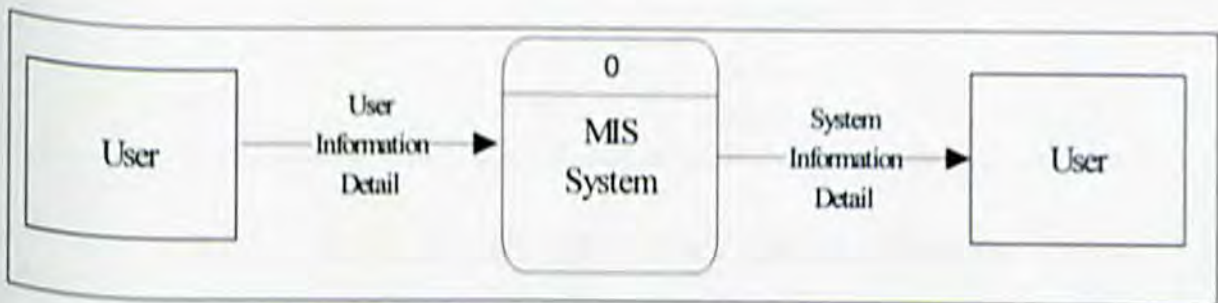 User
User
Information
Detail
0
MIS
System
System
Information
Detail
User